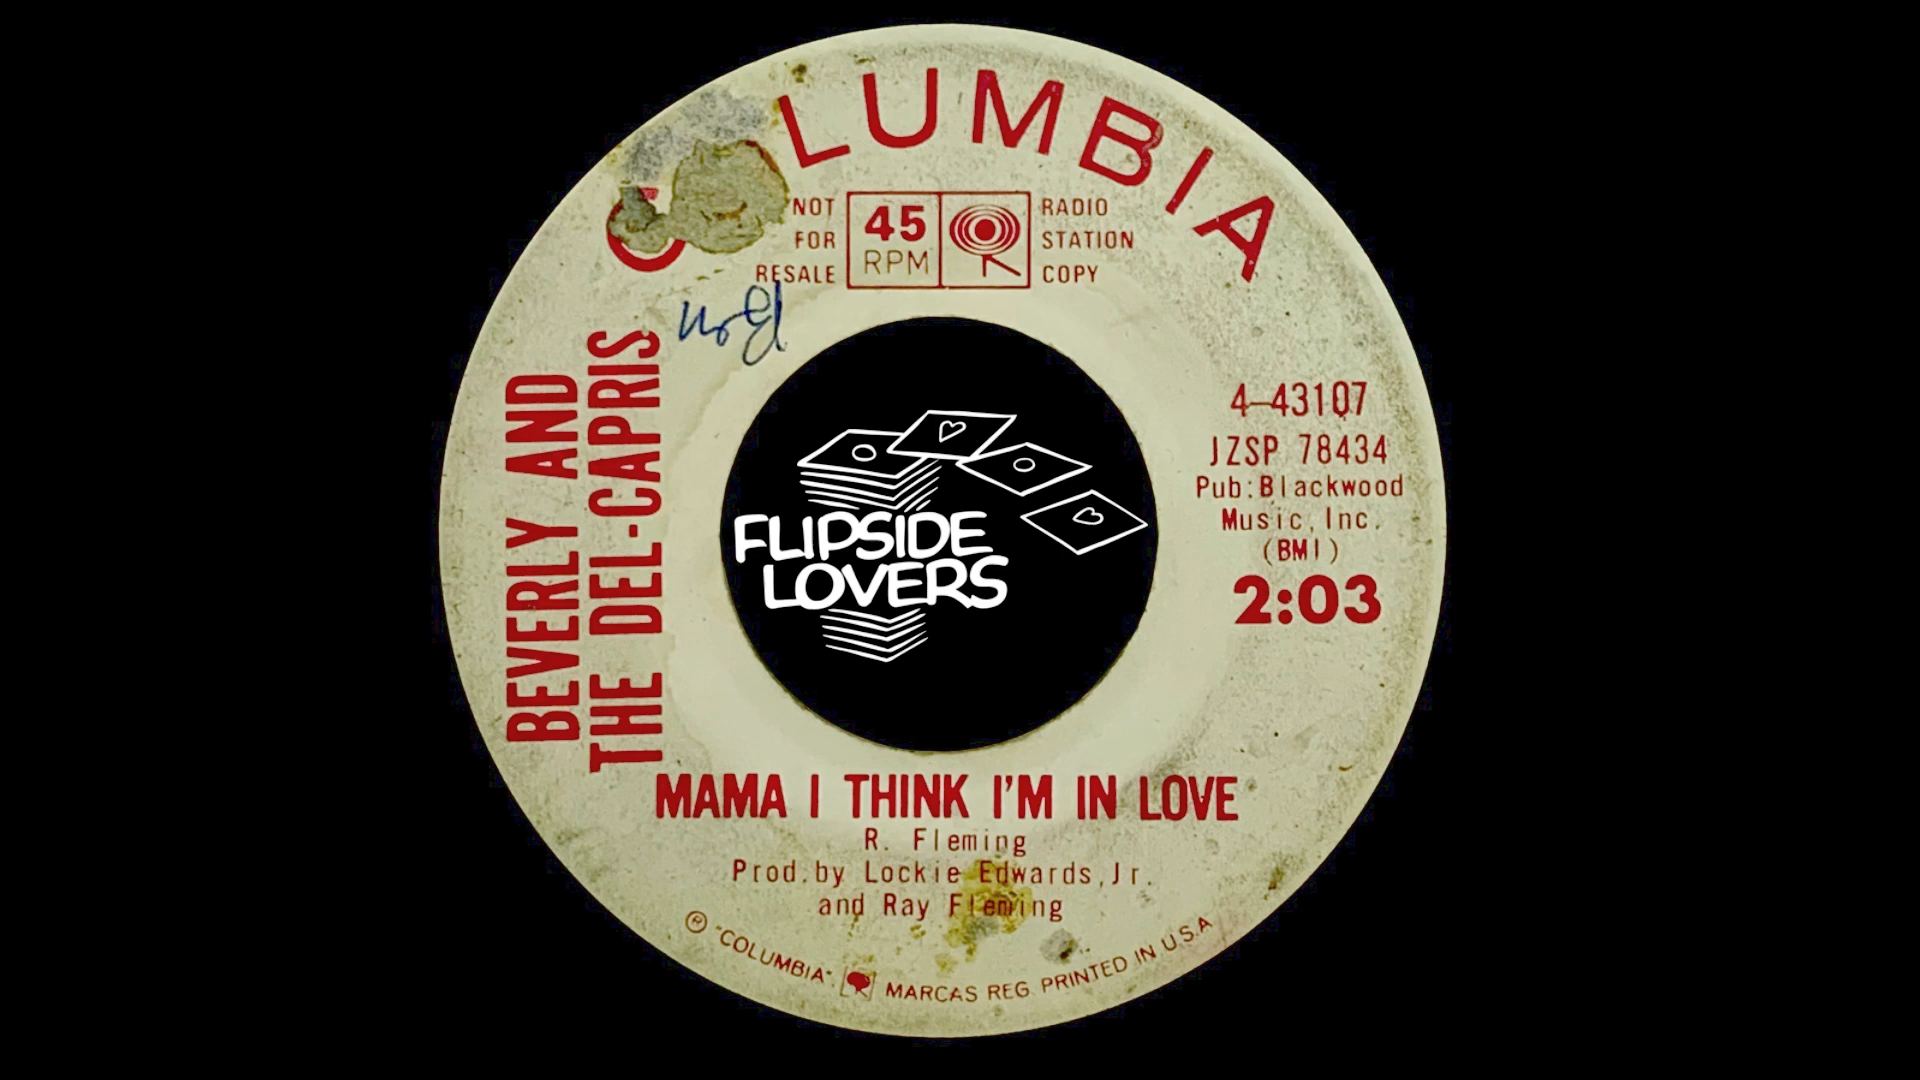 COLUMBIA
NOT
FOR
RESALE
45
RPM
RADIO
STATION
COPY
BEVERLY AND
THE DEL-CAPRIS
FLIPSIDE
LOVERS
4-43107
JZSP 78434
Pub: Blackwood
Music, Inc.
(BMI)
2:03
MAMA I THINK I'M IN LOVE
R. Fleming
Prod. by Lockie Edwards, Jr.
and Ray Fleming
® "COLUMBIA", MARCAS REG. PRINTED IN U.S.A